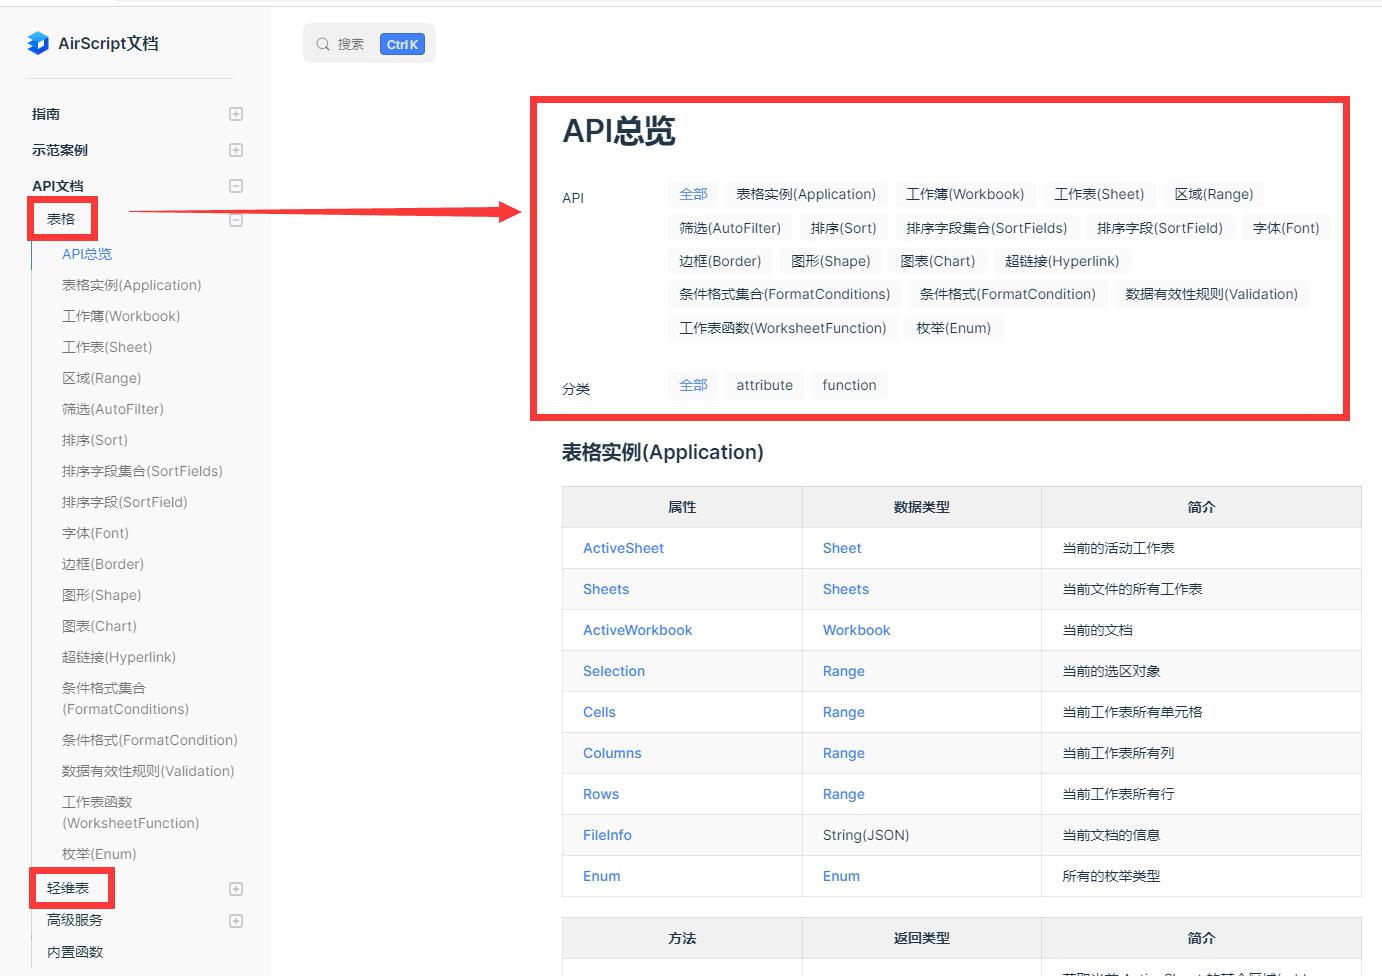 AirScript文档
搜索 Ctrl K
指南
示范案例
API文档
表格
API总览
表格实例(Application)
工作簿(Workbook)
工作表(Sheet)
区域(Range)
筛选(AutoFilter)
排序(Sort)
排序字段集合(SortFields)
排序字段(SortField)
字体(Font)
边框(Border)
图形(Shape)
图表(Chart)
超链接(Hyperlink)
条件格式集合
(FormatConditions)
条件格式(FormatCondition)
数据有效性规则(Validation)
工作表函数
(WorksheetFunction)
枚举(Enum)
轻维表
高级服务
内置函数
API总览
API 全部 表格实例(Application) 工作簿(Workbook) 工作表(Sheet) 区域(Range)
筛选(AutoFilter) 排序(Sort) 排序字段集合(SortFields) 排序字段(SortField) 字体(Font)
边框(Border) 图形(Shape) 图表(Chart) 超链接(Hyperlink)
条件格式集合(FormatConditions) 条件格式(FormatCondition) 数据有效性规则(Validation)
工作表函数(WorksheetFunction) 枚举(Enum)
分类 全部 attribute function
表格实例(Application)
属性 数据类型 简介
ActiveSheet Sheet 当前的活动工作表
Sheets Sheets 当前文件的所有工作表
ActiveWorkbook Workbook 当前的文档
Selection Range 当前的选区对象
Cells Range 当前工作表所有单元格
Columns Range 当前工作表所有列
Rows Range 当前工作表所有行
FileInfo String(JSON) 当前文档的信息
Enum Enum 所有的枚举类型
方法 返回类型 简介